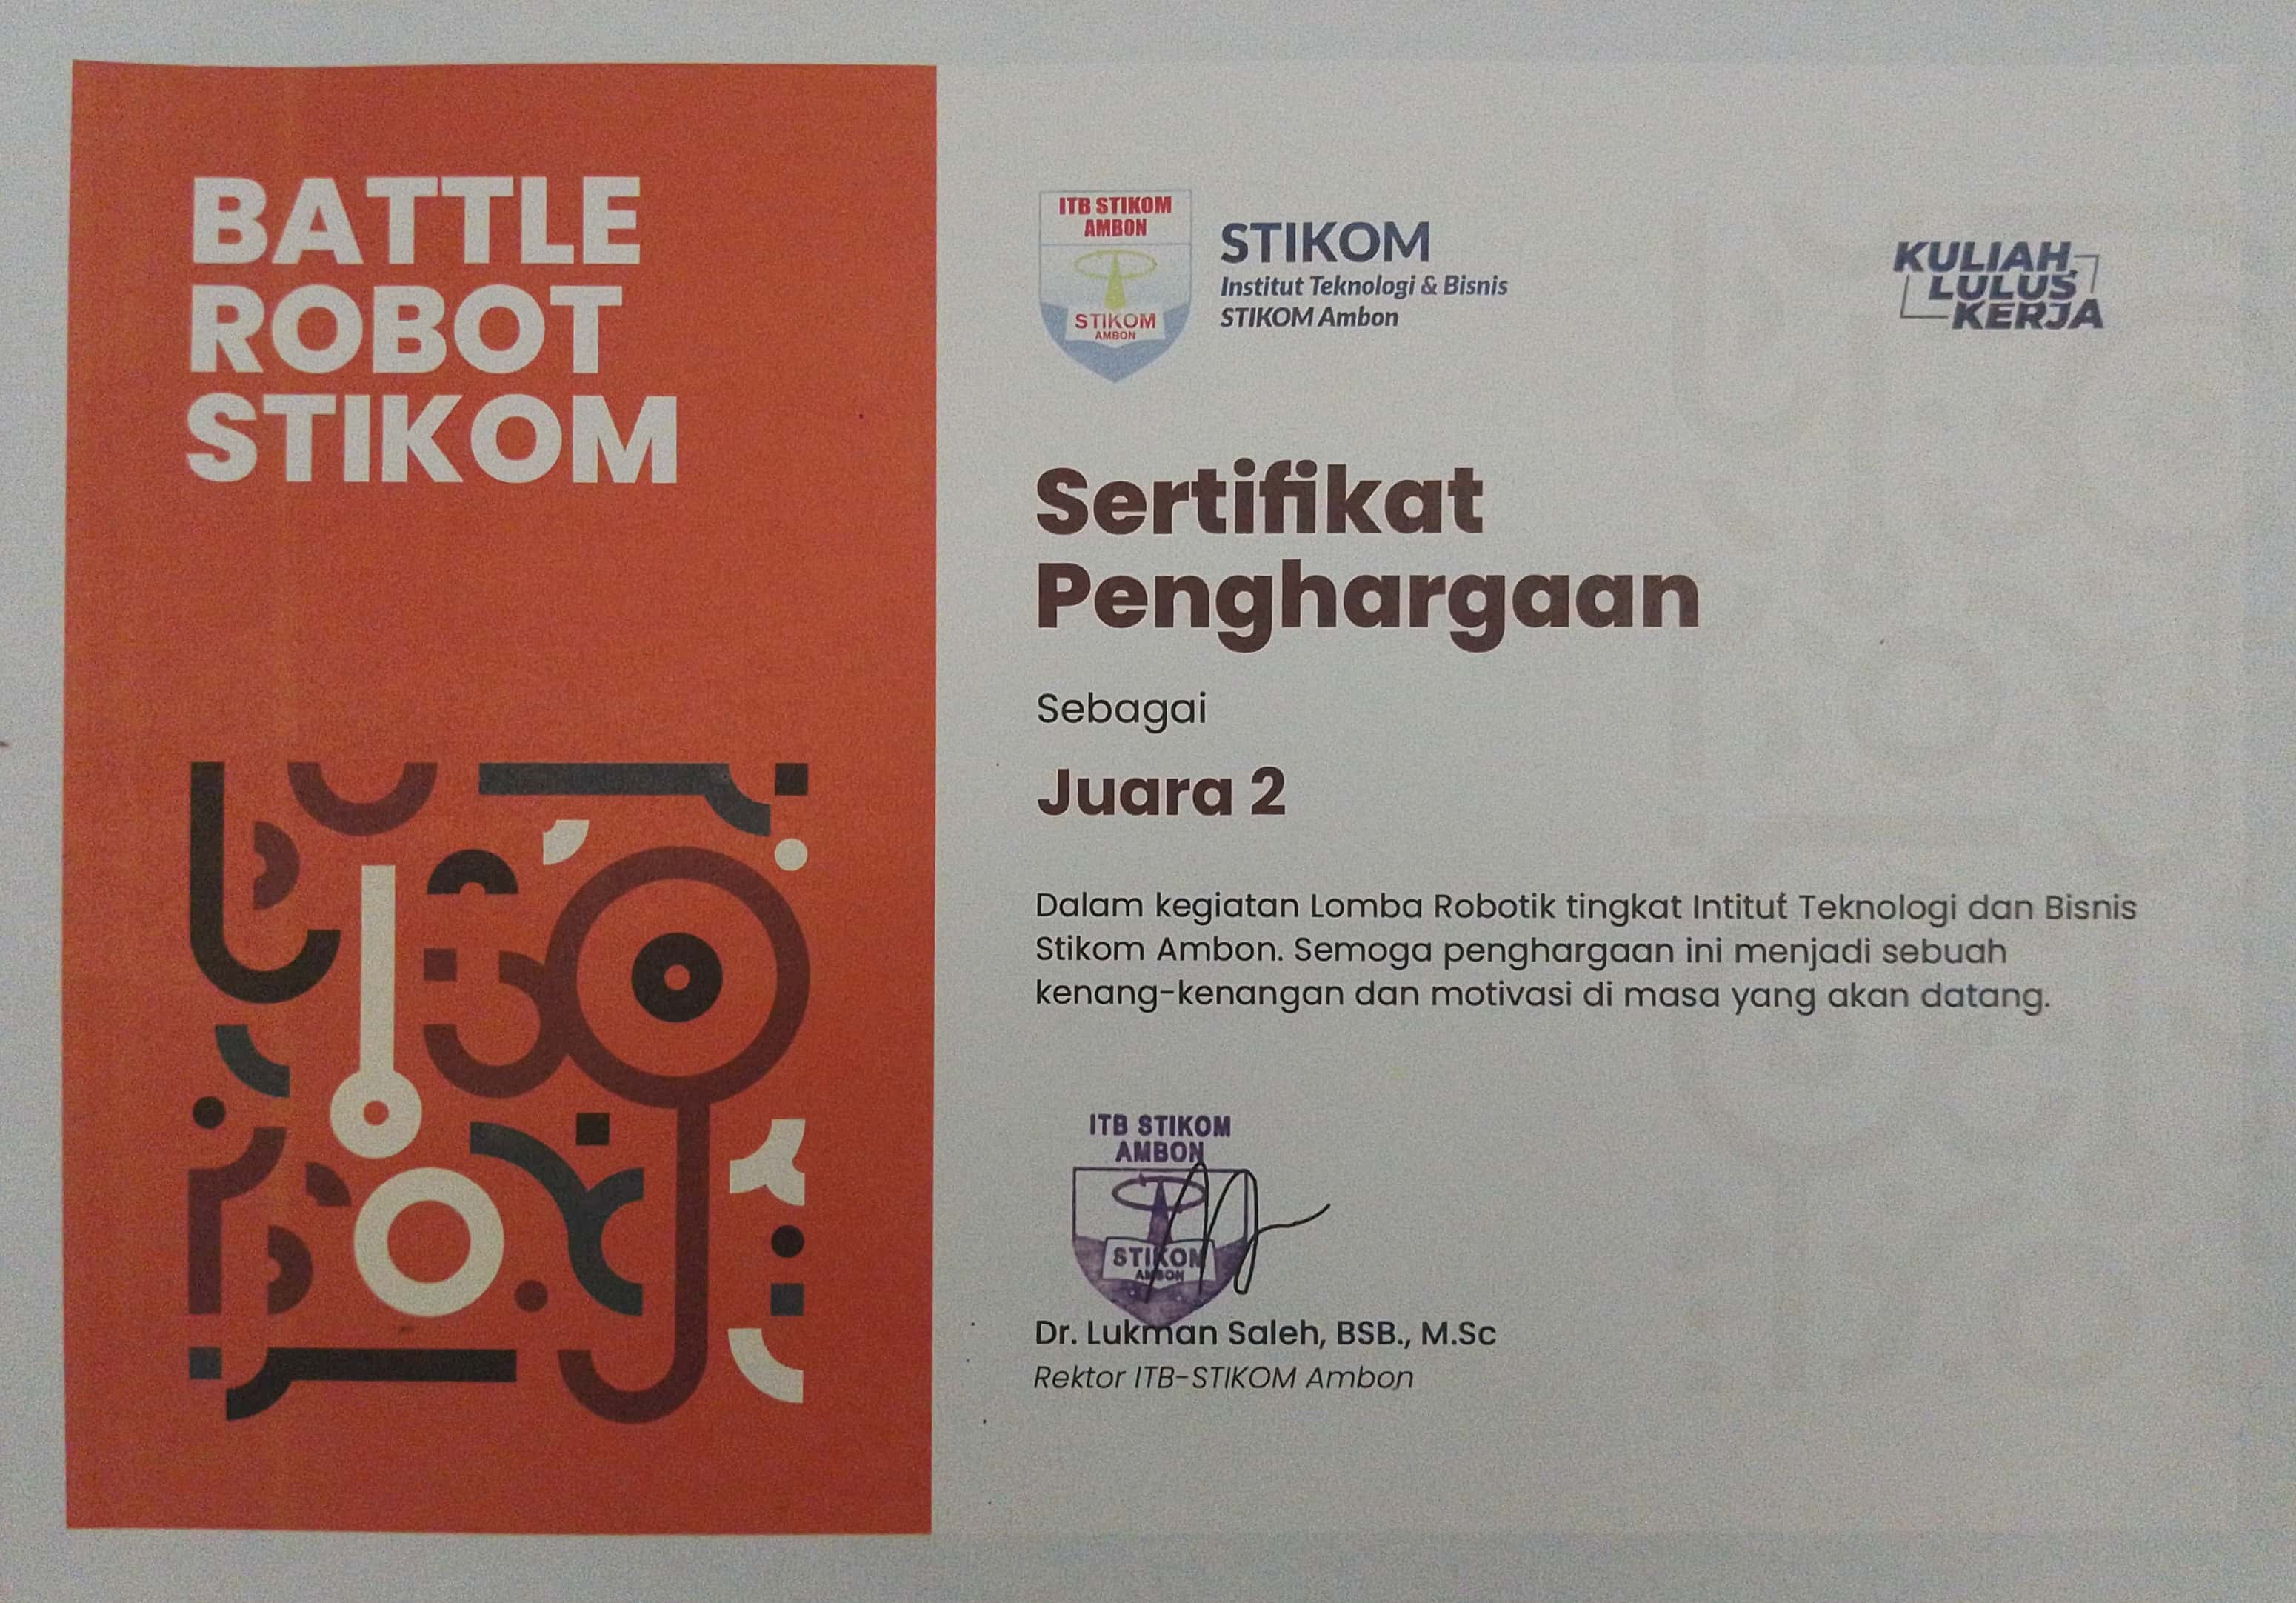 BATTLE
ROBOT
STIKOM
ITB STIKOM
AMBON
STIKOM
AMBON
STIKOM
Institut Teknologi & Bisnis
STIKOM Ambon
KULIAH,
LULUS
KERJA
Sertifikat
Penghargaan
Sebagai
Juara 2
Dalam kegiatan Lomba Robotik tingkat Intitut Teknologi dan Bisnis
Stikom Ambon. Semoga penghargaan ini menjadi sebuah
kenang-kenangan dan motivasi di masa yang akan datang.
ITB STIKOM
AMBON
STIKOM
AMBON
Dr. Lukman Saleh, BSB., M.Sc
Rektor ITB-STIKOM Ambon